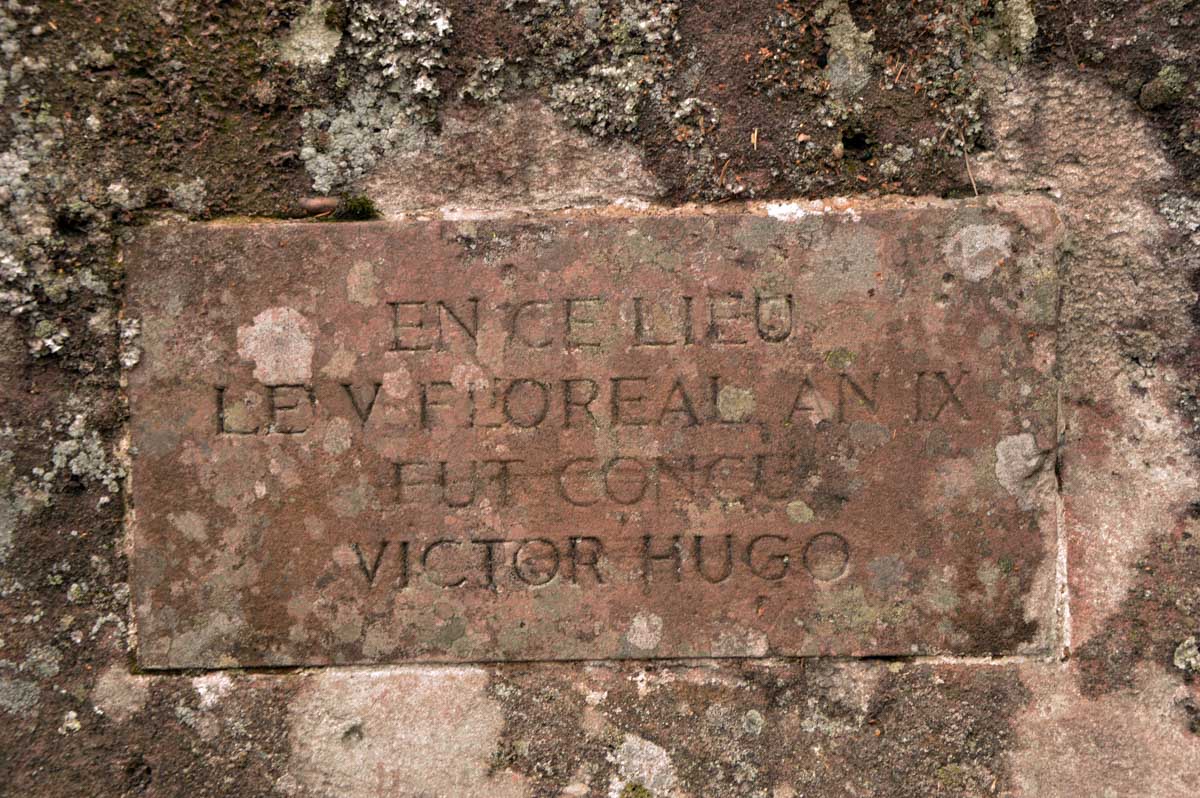 EN CE LIEU
LE V FLOREAL AN IX
FUT CONCU
VICTOR HUGO